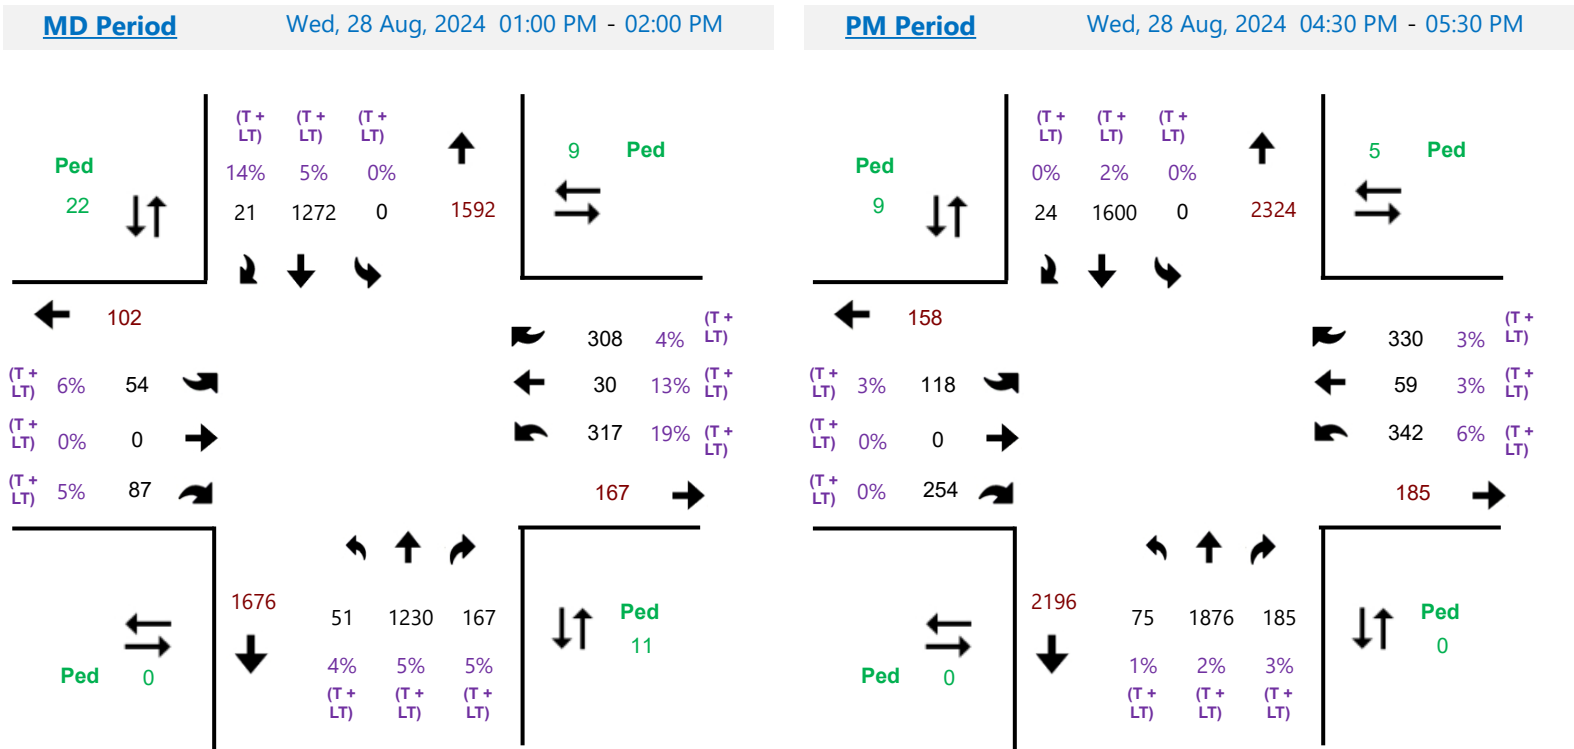 MD Period Wed, 28 Aug, 2024 01:00 PM - 02:00 PM
(T + LT) (T + LT) (T + LT)
14% 5% 0%
21 1272 0
1592
Ped
22
9 Ped
102
308 4% (T + LT)
30 13% (T + LT)
317 19% (T + LT)
167
(T + LT) 6% 54
(T + LT) 0% 0
(T + LT) 5% 87
1676
51 1230 167
4% 5% 5%
(T + LT) (T + LT) (T + LT)
Ped
11
Ped 0
PM Period Wed, 28 Aug, 2024 04:30 PM - 05:30 PM
(T + LT) (T + LT) (T + LT)
0% 2% 0%
24 1600 0
2324
Ped
9
5 Ped
158
330 3% (T + LT)
59 3% (T + LT)
342 6% (T + LT)
185
(T + LT) 3% 118
(T + LT) 0% 0
(T + LT) 0% 254
2196
75 1876 185
1% 2% 3%
(T + LT) (T + LT) (T + LT)
Ped
0
Ped 0